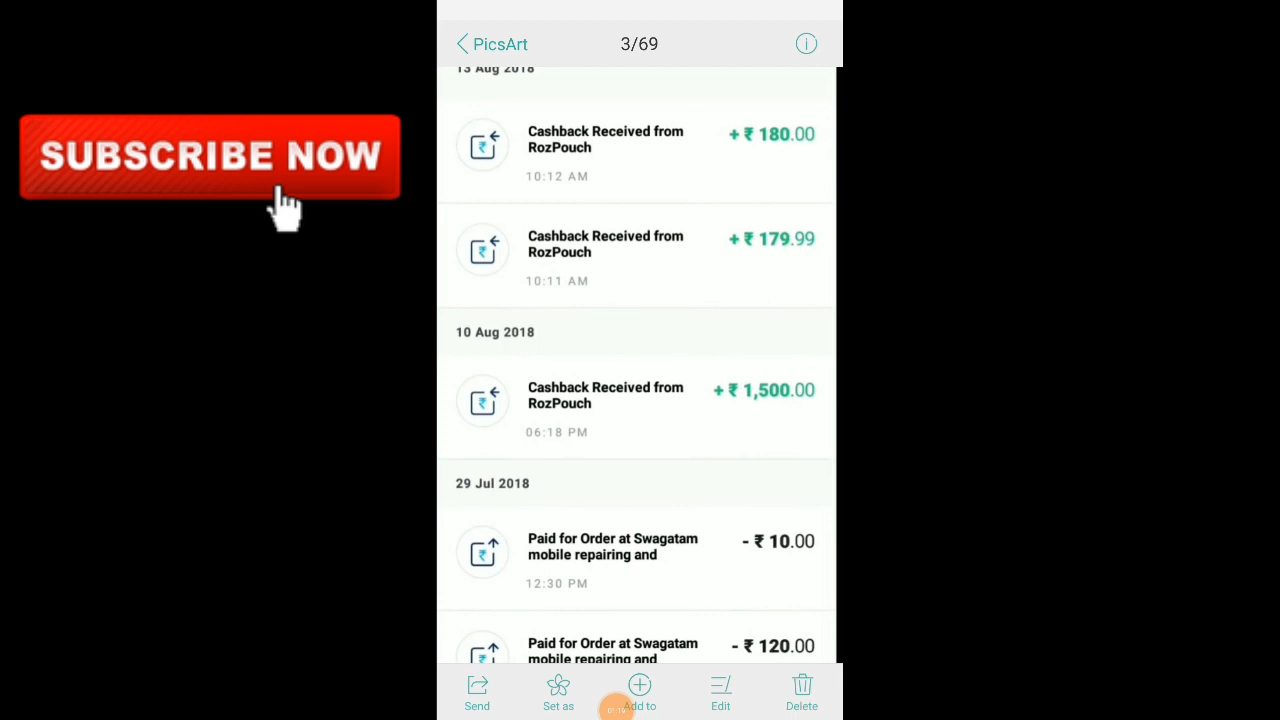 SUBSCRIBE NOW
PicsArt
3/69
13 Aug 2018
Cashback Received from
RozPouch
+ ₹ 180.00
10:12 AM
Cashback Received from
RozPouch
+ ₹ 179.99
10:11 AM
10 Aug 2018
Cashback Received from
RozPouch
+ ₹ 1,500.00
06:18 PM
29 Jul 2018
Paid for Order at Swagatam
mobile repairing and
- ₹ 10.00
12:30 PM
Paid for Order at Swagatam
mobile repairing and
- ₹ 120.00
Send
Set as
Add to
Edit
Delete